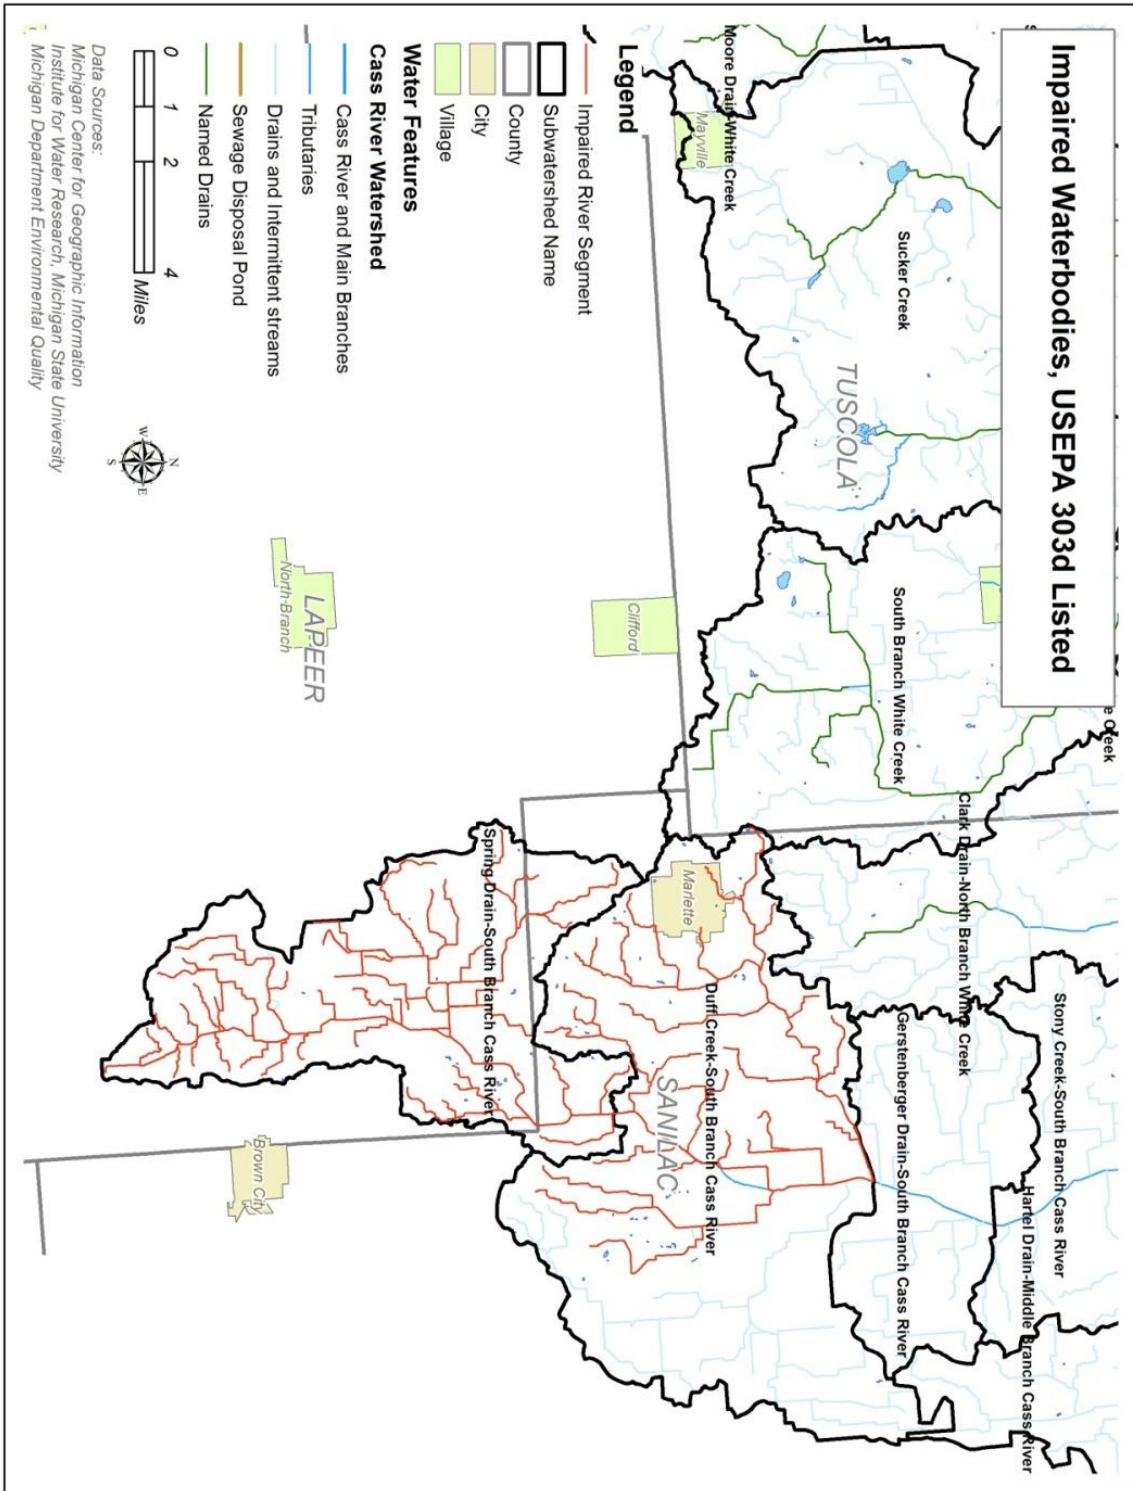 Impaired Waterbodies, USEPA 303d Listed
e Creek
Moore Drain-White Creek
Mayville
Sucker Creek
TUSCOLA
South Branch White Creek
Clark Drain-North Branch White Creek
Stony Creek-South Branch Cass River
Hartel Drain-Middle Branch Cass River
Gerstenberger Drain-South Branch Cass River
Duff Creek-South Branch Cass River
Marlette
SANILAC
Spring Drain-South Branch Cass River
Clifford
LAPEER
North Branch
Brown City
Legend
Impaired River Segment
Subwatershed Name
County
City
Village
Water Features
Cass River Watershed
Cass River and Main Branches
Tributaries
Drains and Intermittent streams
Sewage Disposal Pond
Named Drains
0 1 2 4
Miles
N
W E
S
Data Sources:
Michigan Center for Geographic Information
Institute for Water Research, Michigan State University
Michigan Department Environmental Quality